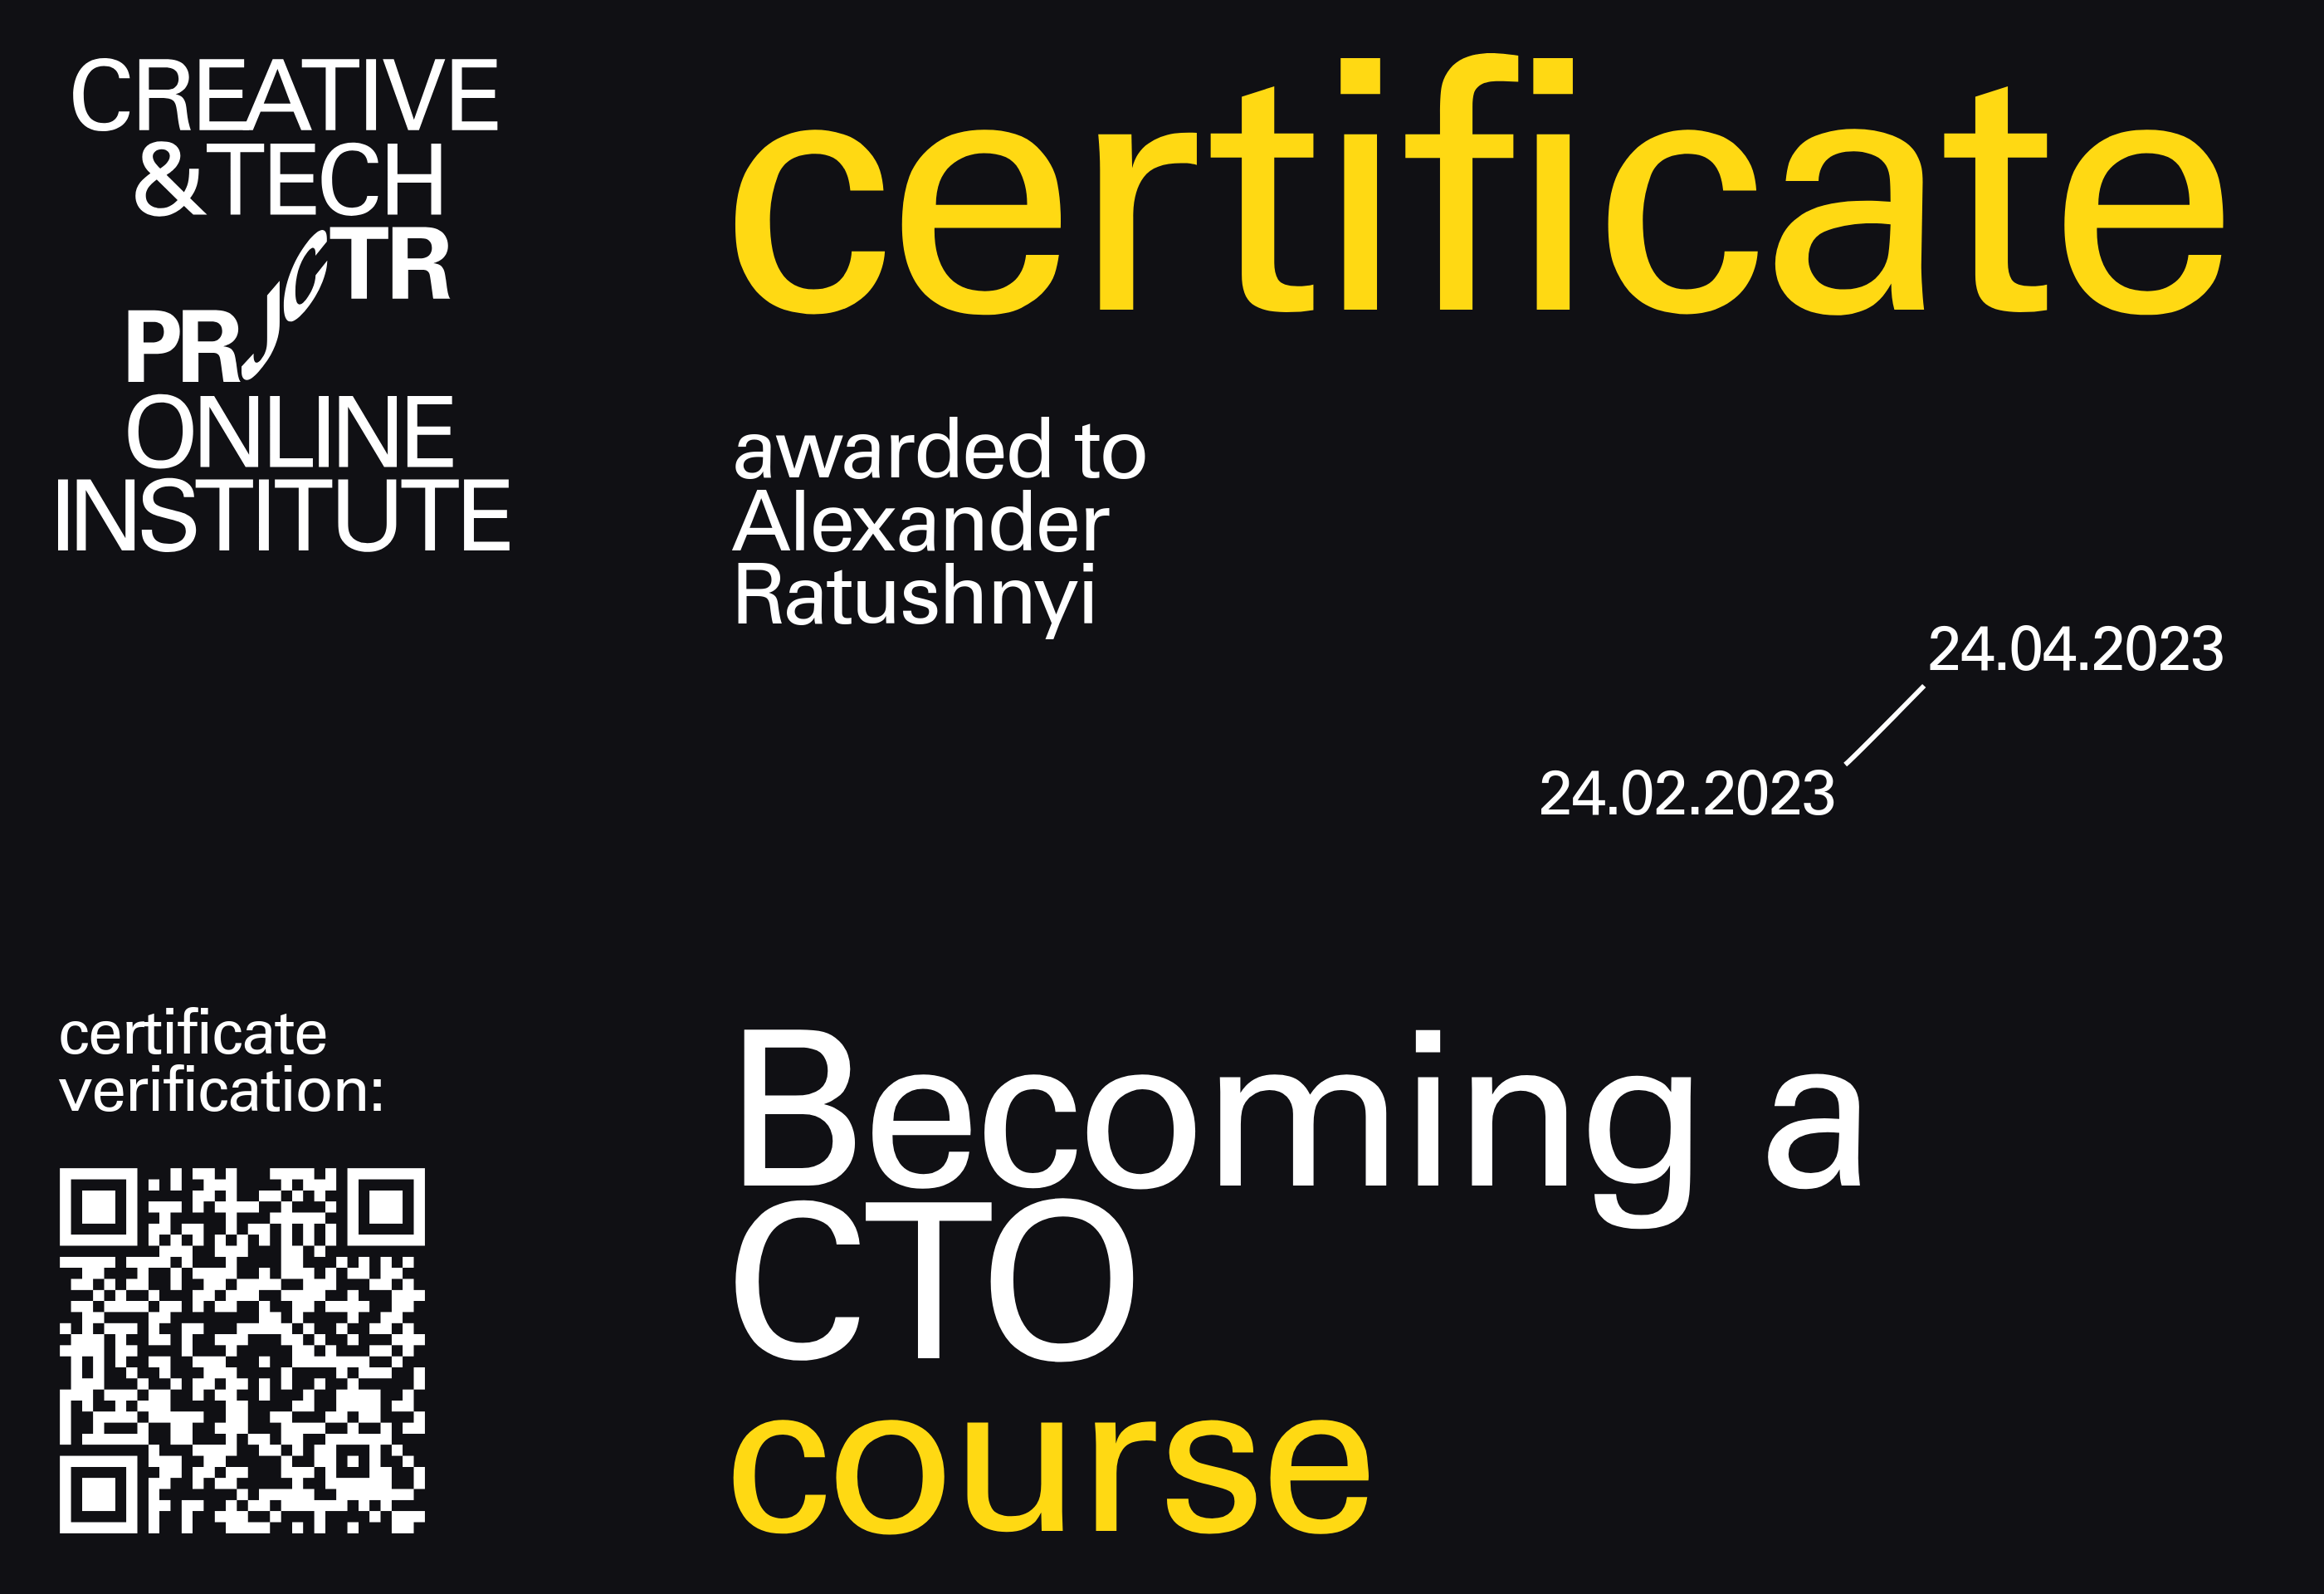 CREATIVE
&TECH
PRJCTR
ONLINE
INSTITUTE
certificate
awarded to
Alexander
Ratushnyi
24.04.2023
24.02.2023
certificate
verification:
Becoming a
CTO
course